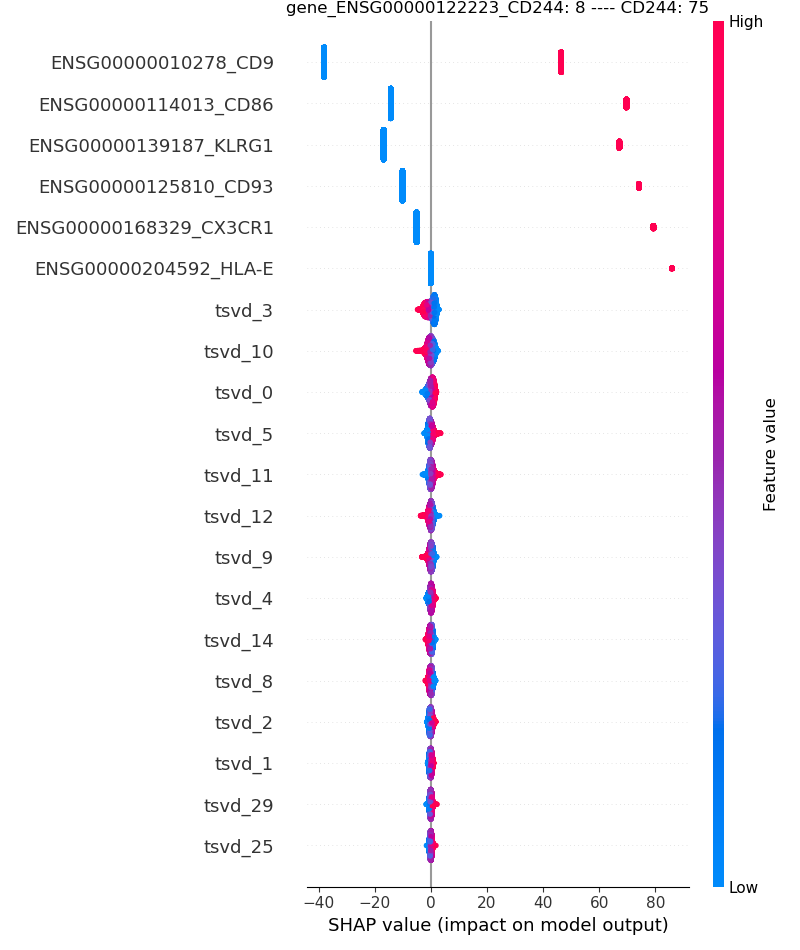 gene_ENSG00000122223_CD244: 8 ---- CD244: 75
High
ENSG00000010278_CD9
ENSG00000114013_CD86
ENSG00000139187_KLRG1
ENSG00000125810_CD93
ENSG00000168329_CX3CR1
ENSG00000204592_HLA-E
tsvd_3
tsvd_10
tsvd_0
tsvd_5
tsvd_11
tsvd_12
tsvd_9
tsvd_4
tsvd_14
tsvd_8
tsvd_2
tsvd_1
tsvd_29
tsvd_25
Feature value
Low
−40 −20 0 20 40 60 80
SHAP value (impact on model output)